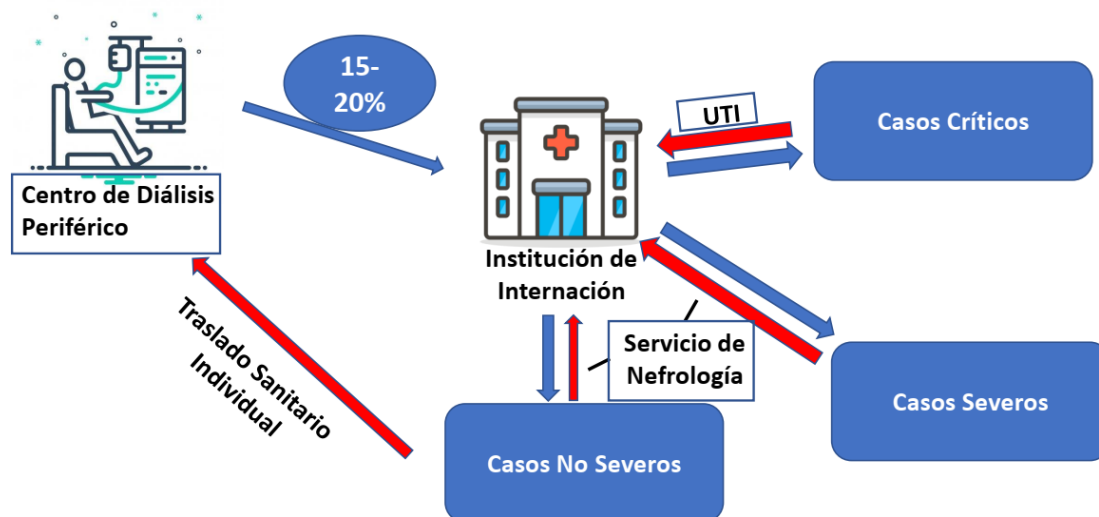 15-
20%
UTI
Casos Críticos
Centro de Diálisis
Periférico
Institución de
Internación
Traslado Sanitario
Individual
Servicio de
Nefrología
Casos Severos
Casos No Severos